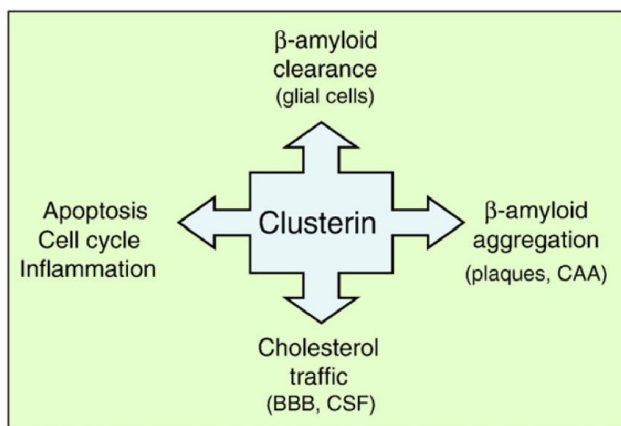 β-amyloid
clearance
(glial cells)
Apoptosis
Cell cycle
Inflammation
Clusterin
β-amyloid
aggregation
(plaques, CAA)
Cholesterol
traffic
(BBB, CSF)